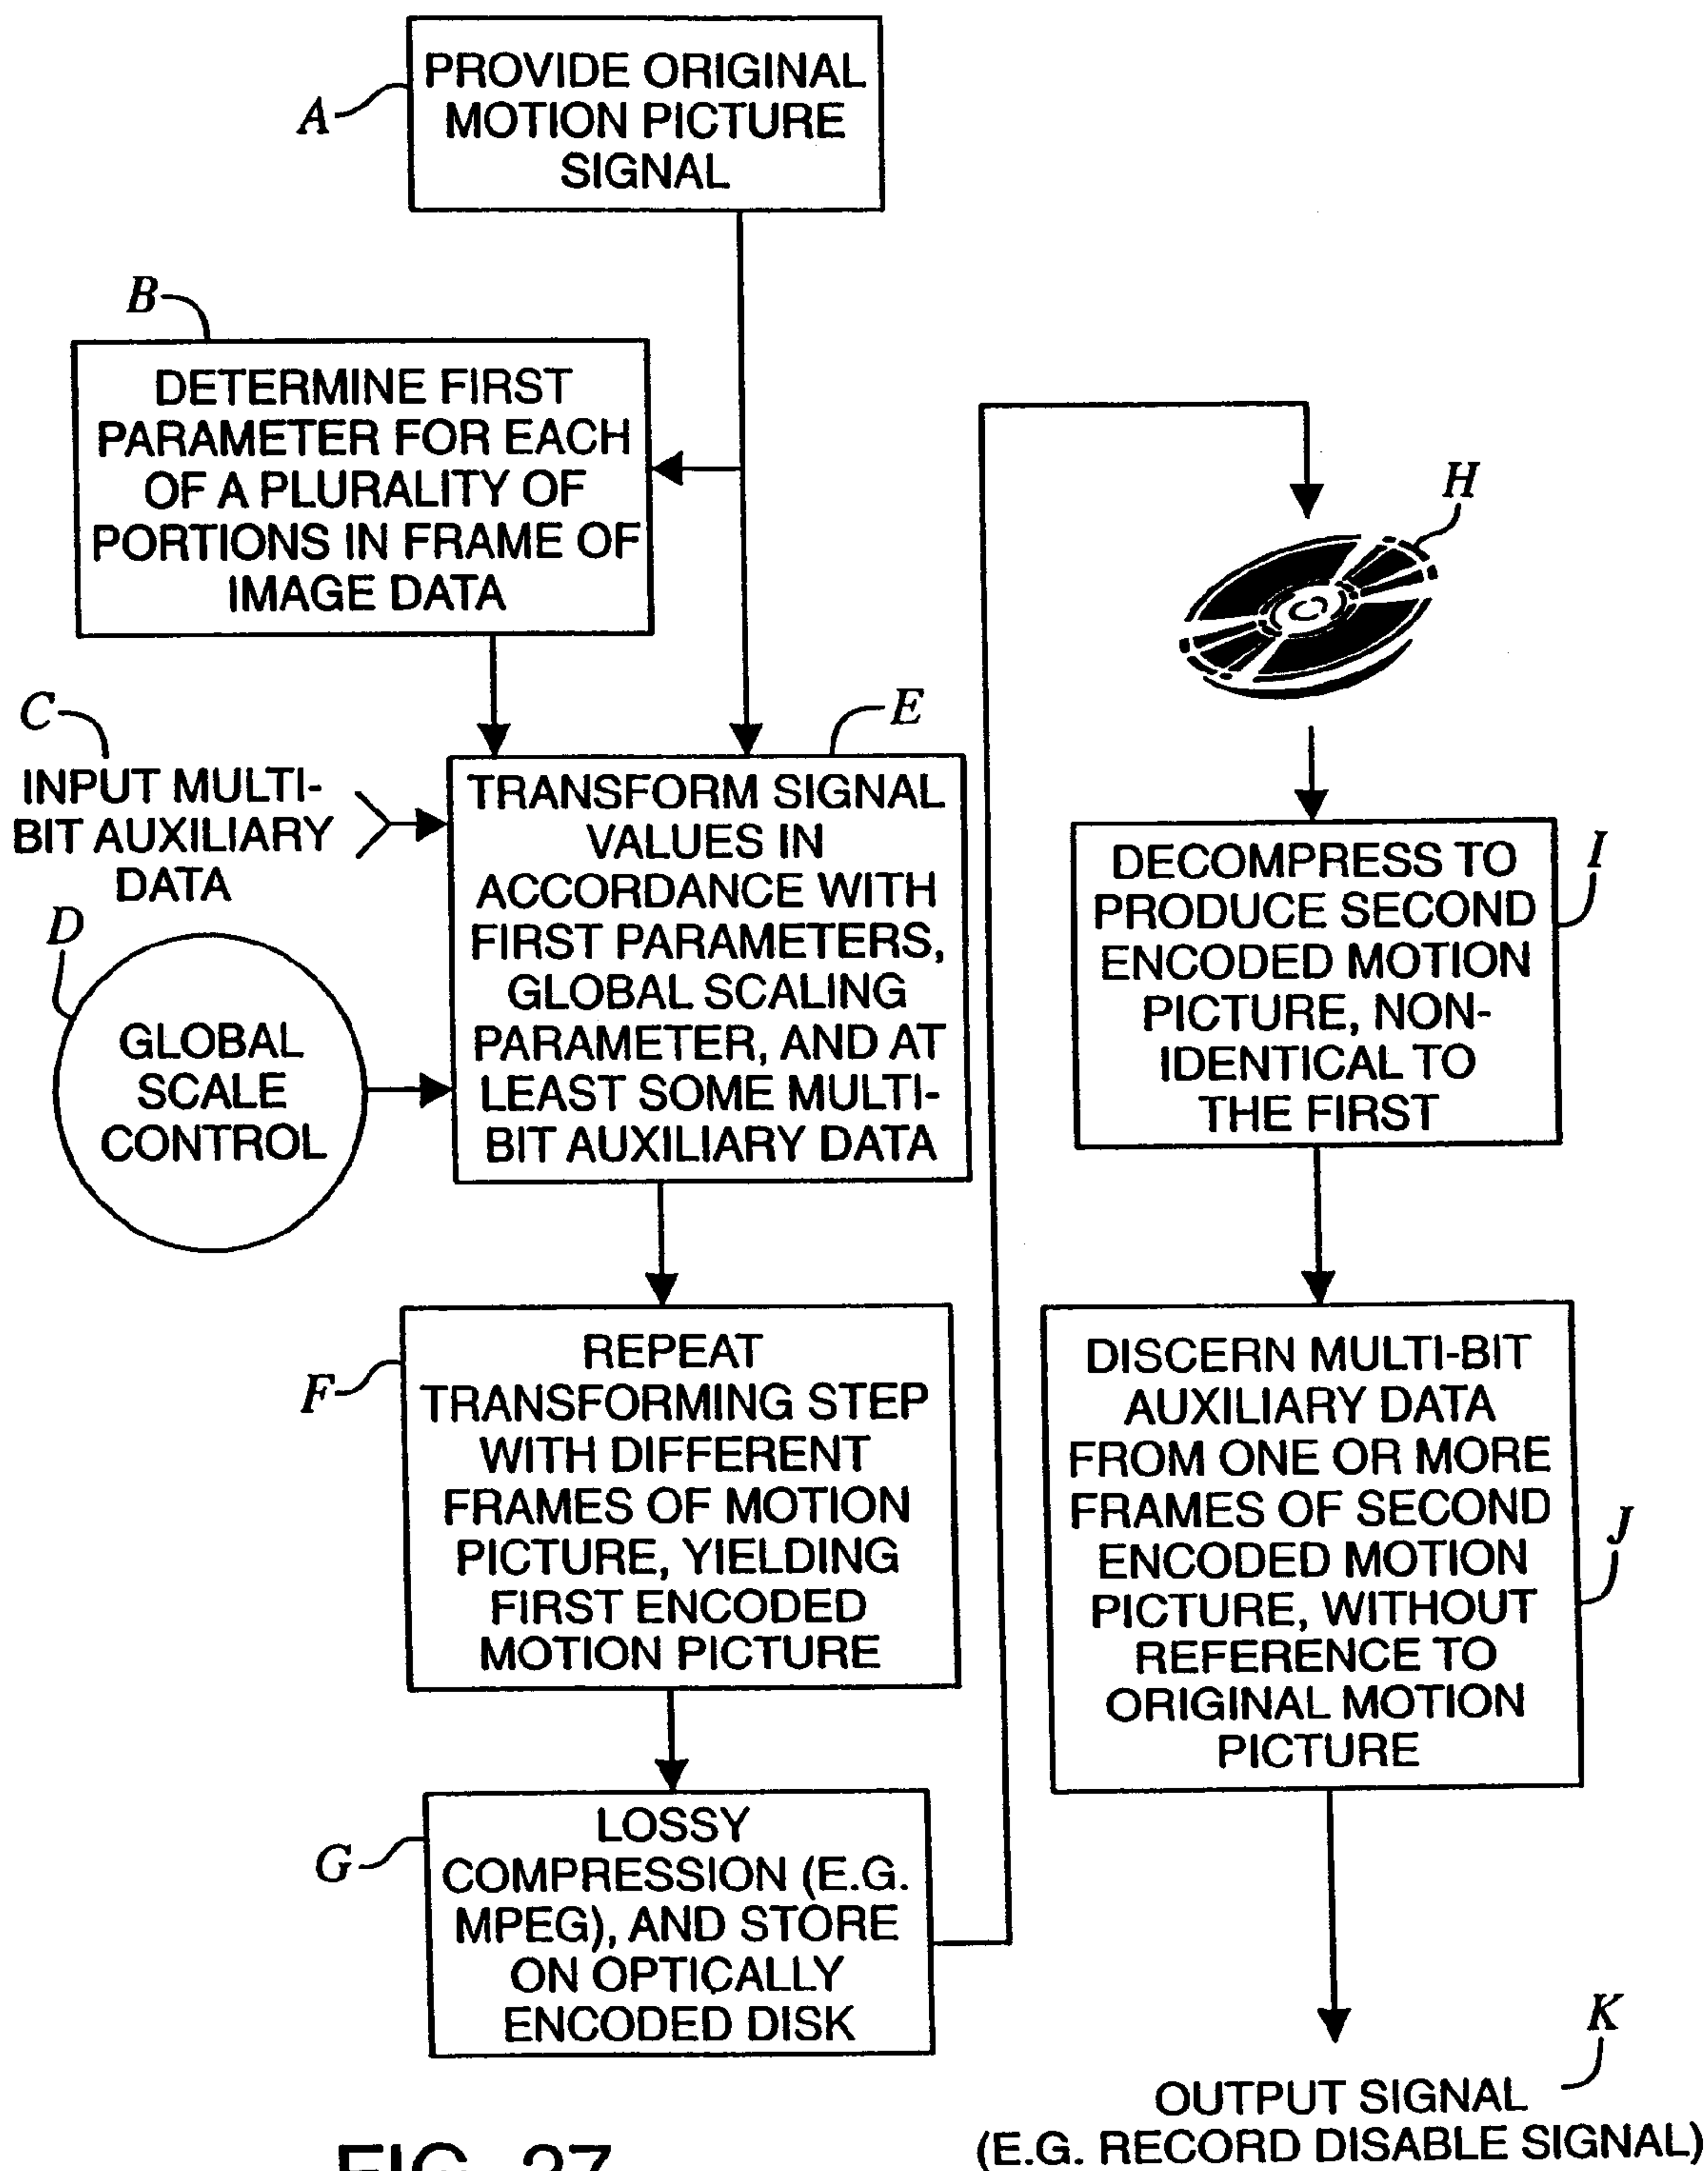 A
PROVIDE ORIGINAL
MOTION PICTURE
SIGNAL
B
DETERMINE FIRST
PARAMETER FOR EACH
OF A PLURALITY OF
PORTIONS IN FRAME OF
IMAGE DATA
C
INPUT MULTI-
BIT AUXILIARY
DATA
D
GLOBAL
SCALE
CONTROL
E
TRANSFORM SIGNAL
VALUES IN
ACCORDANCE WITH
FIRST PARAMETERS,
GLOBAL SCALING
PARAMETER, AND AT
LEAST SOME MULTI-
BIT AUXILIARY DATA
F
REPEAT
TRANSFORMING STEP
WITH DIFFERENT
FRAMES OF MOTION
PICTURE, YIELDING
FIRST ENCODED
MOTION PICTURE
G
LOSSY
COMPRESSION (E.G.
MPEG), AND STORE
ON OPTICALLY
ENCODED DISK
H
I
DECOMPRESS TO
PRODUCE SECOND
ENCODED MOTION
PICTURE, NON-
IDENTICAL TO
THE FIRST
J
DISCERN MULTI-BIT
AUXILIARY DATA
FROM ONE OR MORE
FRAMES OF SECOND
ENCODED MOTION
PICTURE, WITHOUT
REFERENCE TO
ORIGINAL MOTION
PICTURE
K
OUTPUT SIGNAL
(E.G. RECORD DISABLE SIGNAL)
FIG. 27